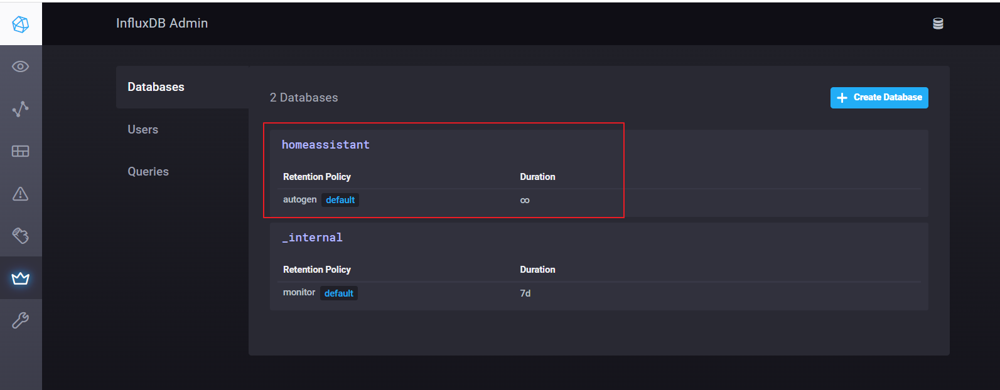 InfluxDB Admin
Databases
Users
Queries
2 Databases
Create Database
homeassistant
Retention Policy Duration
autogen default ∞
_internal
Retention Policy Duration
monitor default 7d